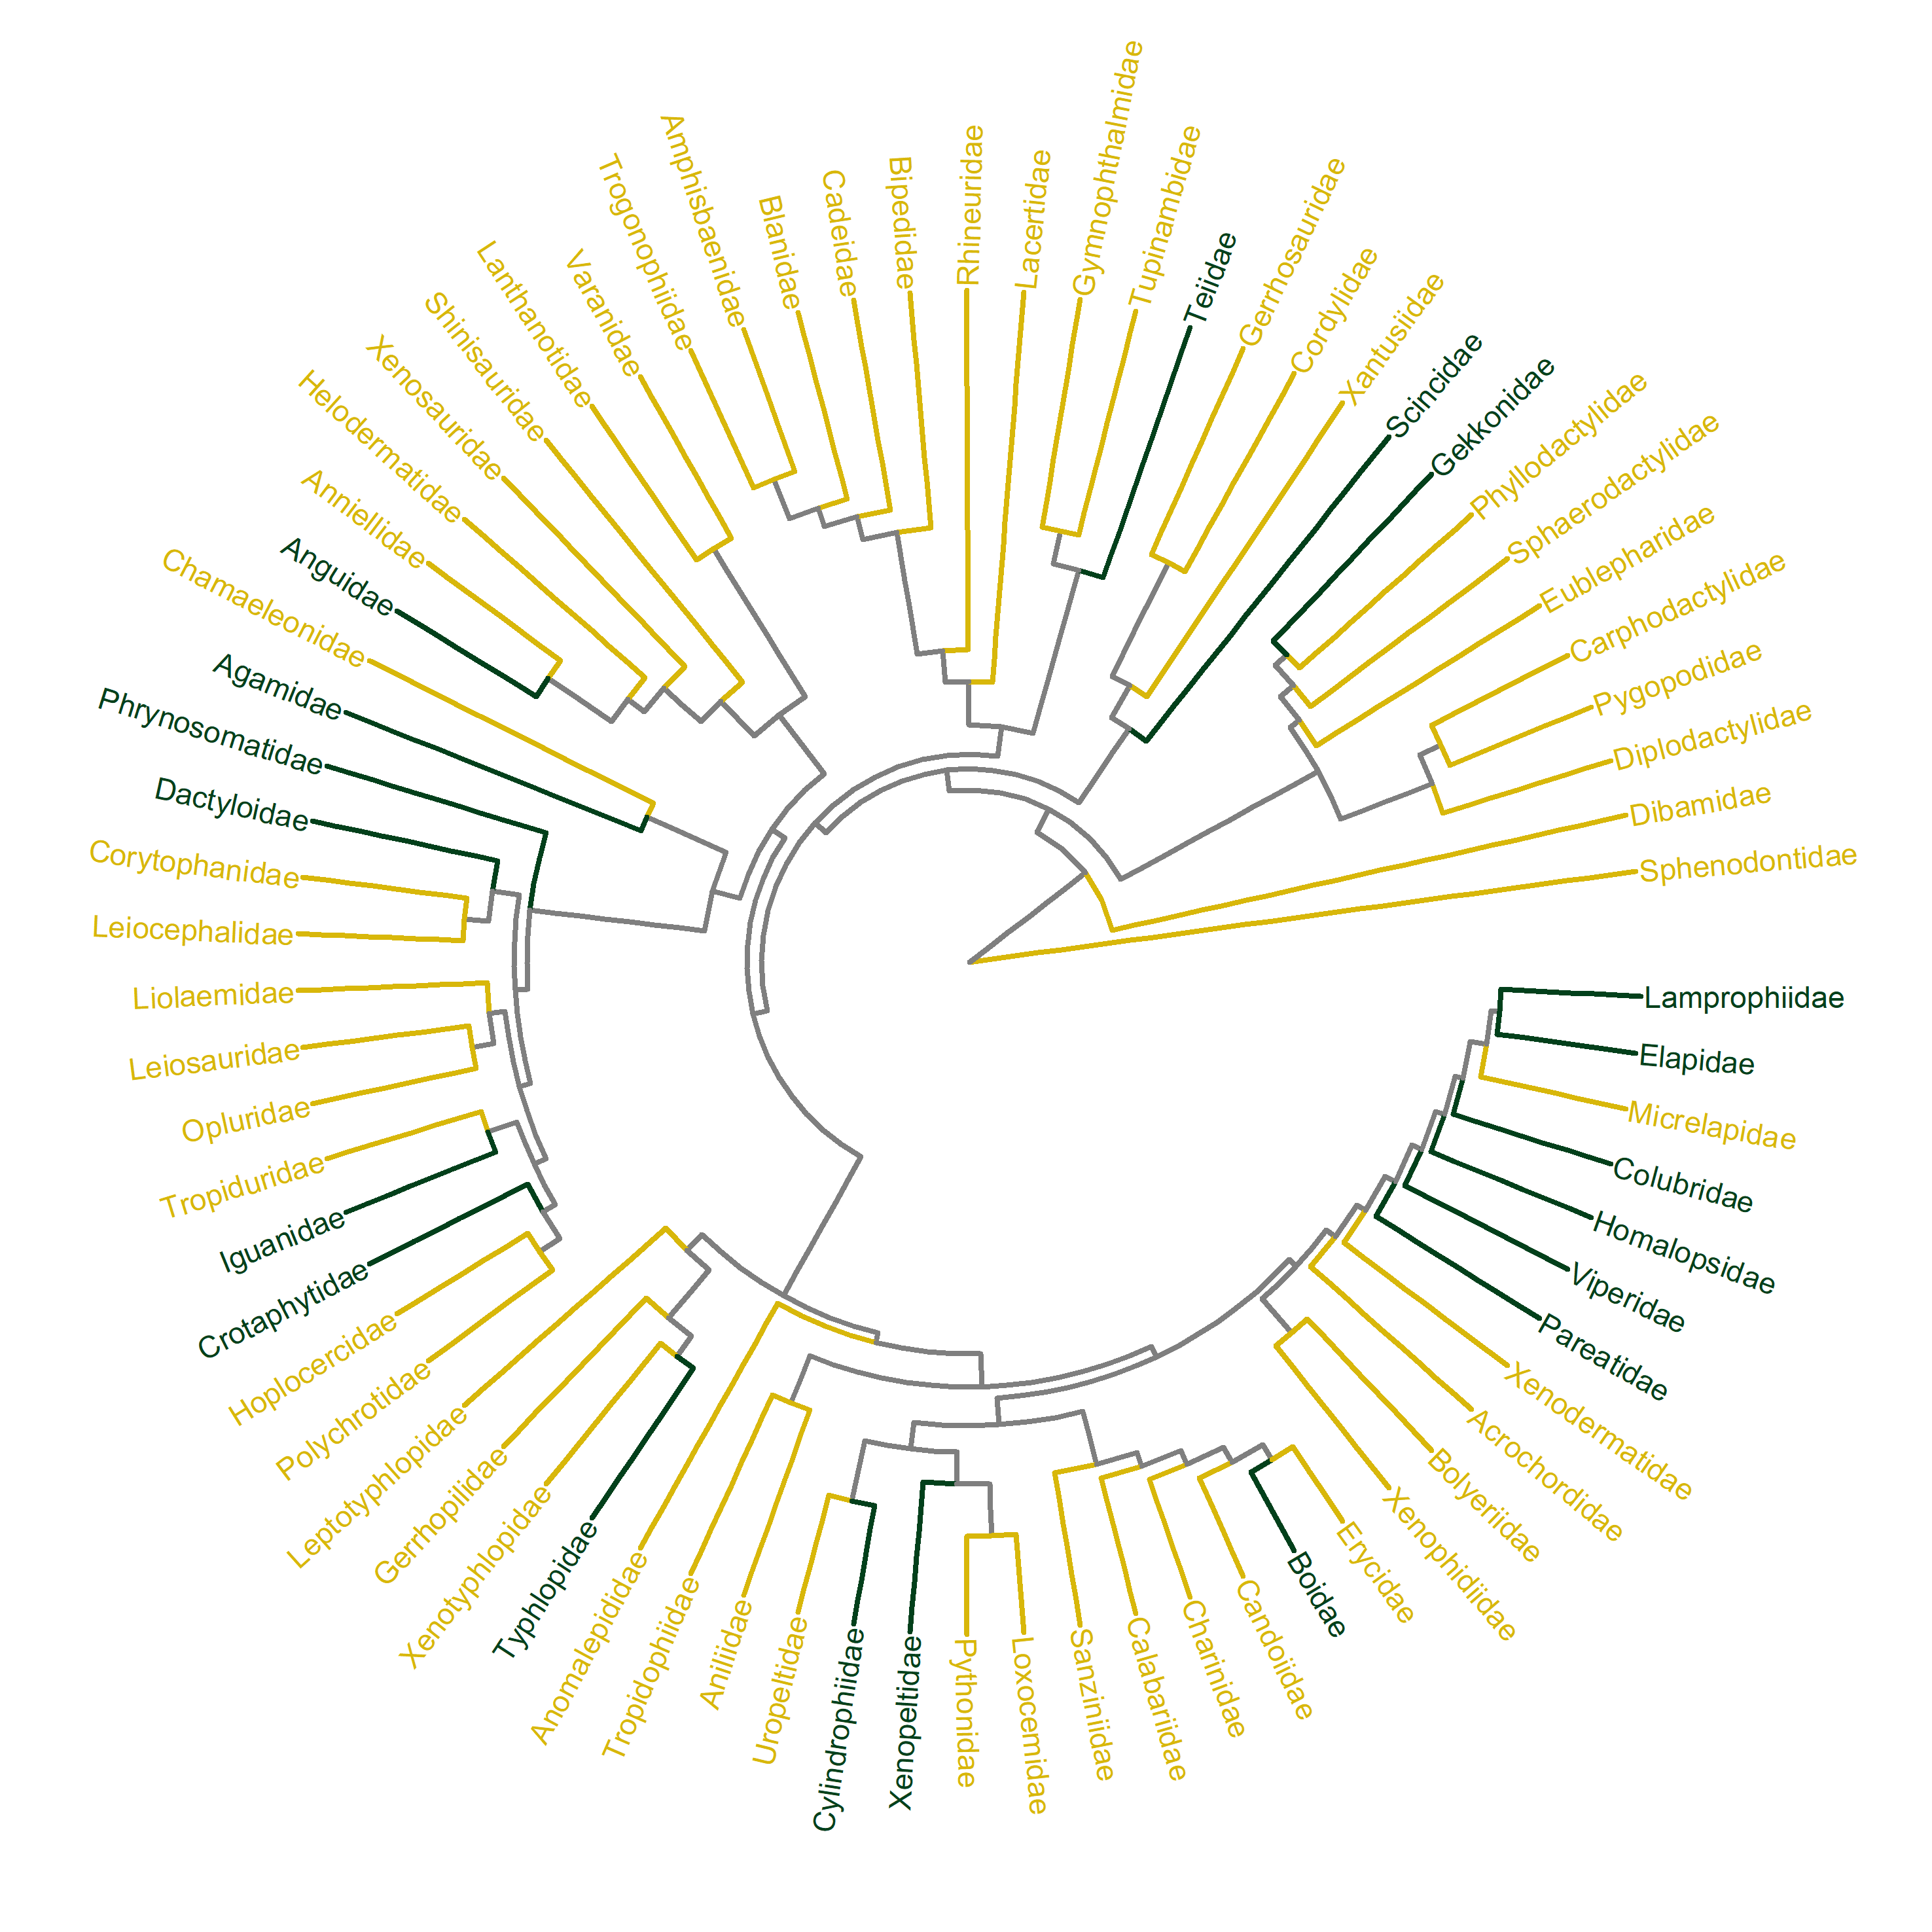 Gymnophthalmidae
Tupinambidae
Teiidae
Gerrhosauridae
Cordylidae
Xantusiidae
Scincidae
Gekkonidae
Phyllodactylidae
Sphaerodactylidae
Eublepharidae
Carphodactylidae
Pygopodidae
Diplodactylidae
Dibamidae
Sphenodontidae
Lamprophiidae
Elapidae
Micrelapidae
Colubridae
Homalopsidae
Viperidae
Pareatidae
Xenodermatidae
Acrochordidae
Bolyeriidae
Xenophidiidae
Erycidae
Boidae
Candoiidae
Charinidae
Calabariidae
Sanziniidae
Loxocemidae
Pythonidae
Xenopeltidae
Cylindrophiidae
Uropeltidae
Aniliidae
Tropidophiidae
Anomalepididae
Typhlopidae
Xenotyphlopidae
Gerrhopilidae
Leptotyphlopidae
Polychrotidae
Hoplocercidae
Crotaphytidae
Iguanidae
Tropiduridae
Opluridae
Leiosauridae
Liolaemidae
Leiocephalidae
Corytophanidae
Dactyloidae
Phrynosomatidae
Agamidae
Chamaeleonidae
Anguidae
Anniellidae
Helodermatidae
Xenosauridae
Shinisauridae
Lanthanotidae
Varanidae
Trogonophiidae
Amphisbaenidae
Blanidae
Cadeidae
Bipedidae
Rhineuridae
Lacertidae